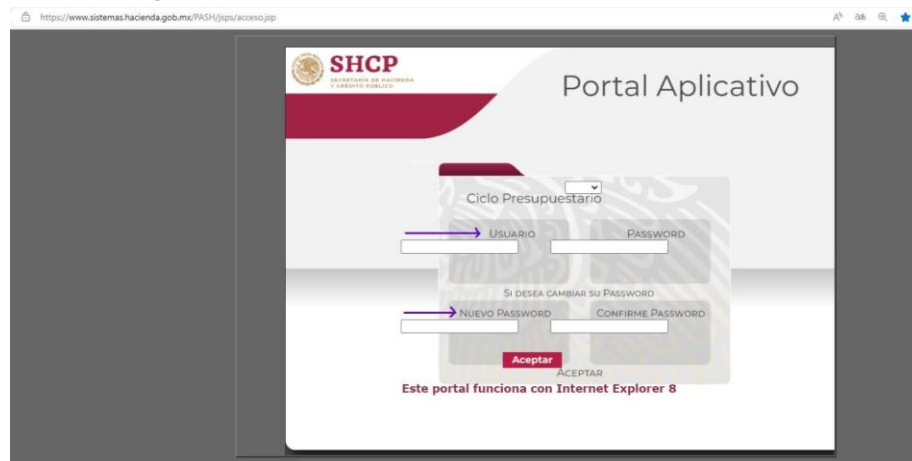 https://www.sistemas.hacienda.gob.mx/PASH/jsps/acceso.jsp
SHCP
SECRETARÍA DE HACIENDA
Y CRÉDITO PÚBLICO
Portal Aplicativo
Ciclo Presupuestario
USUARIO PASSWORD
SI DESEA CAMBIAR SU PASSWORD
NUEVO PASSWORD CONFIRME PASSWORD
Aceptar
ACEPTAR
Este portal funciona con Internet Explorer 8